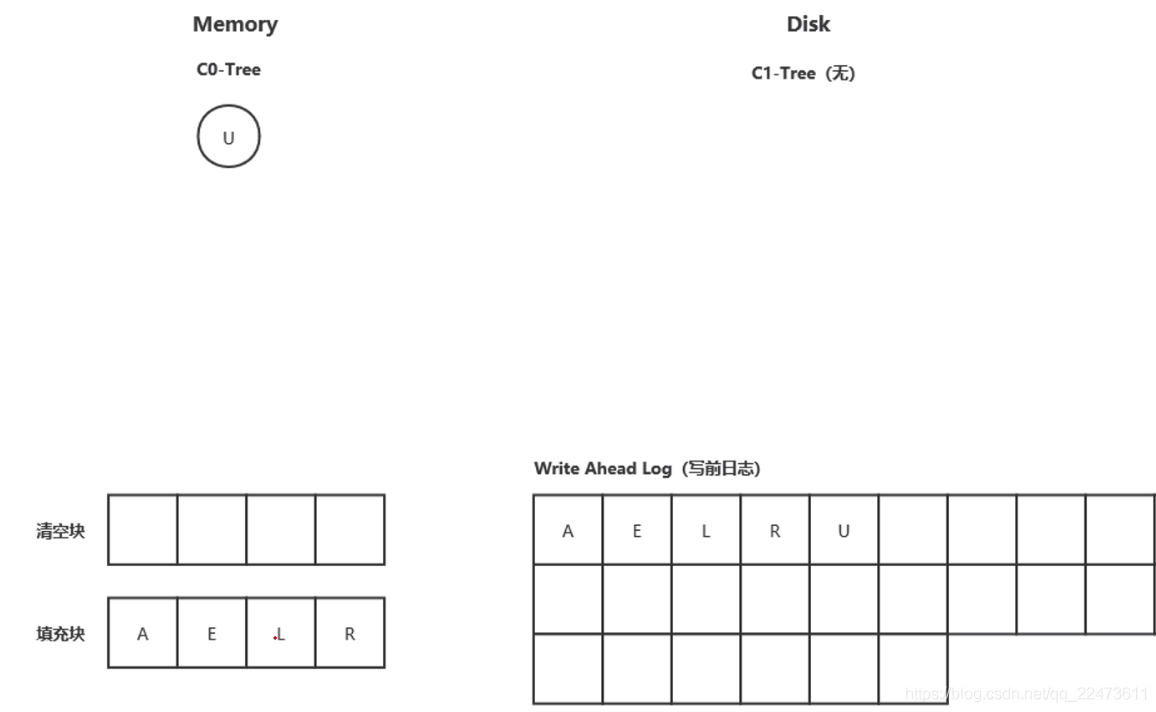 Memory
Disk
C0-Tree
C1-Tree (无)
U
Write Ahead Log (写前日志)
清空块
A E L R U
填充块
A E L R
https://blog.csdn.net/qq_22473611